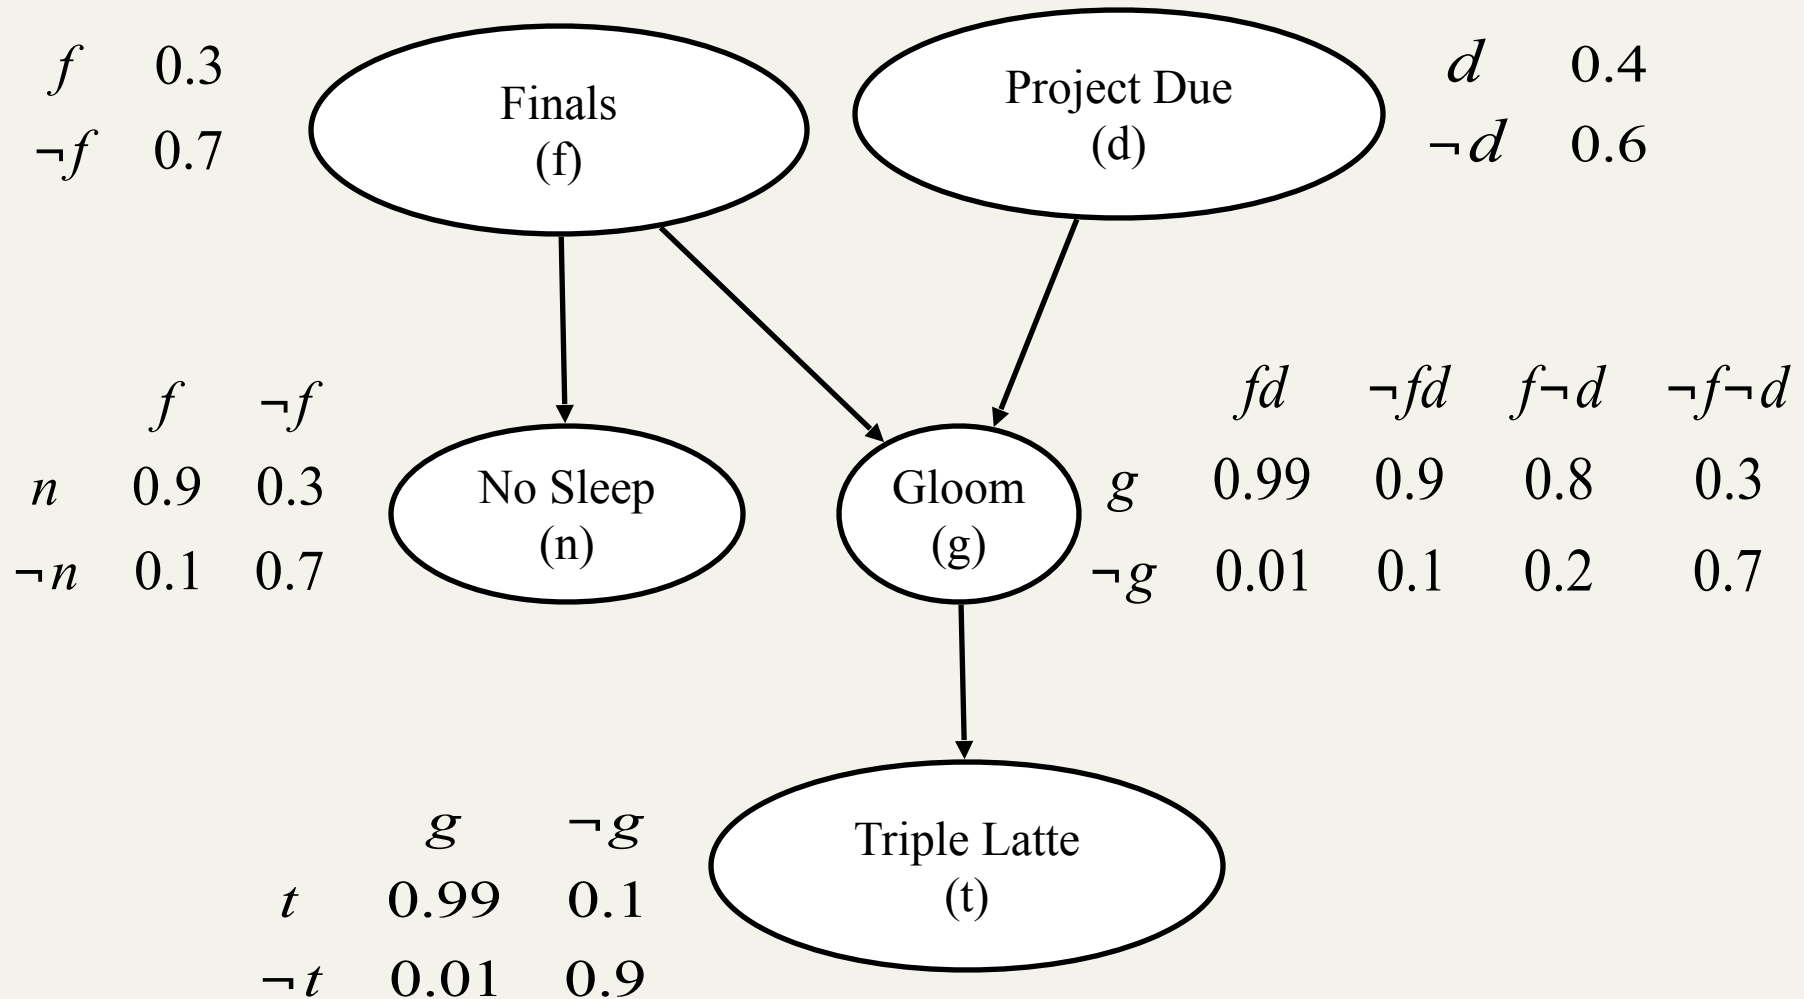 f 0.3
¬f 0.7
Finals
(f)
Project Due
(d)
d 0.4
¬d 0.6
f ¬f
n 0.9 0.3
¬n 0.1 0.7
No Sleep
(n)
Gloom
(g)
fd ¬fd f¬d ¬f¬d
g 0.99 0.9 0.8 0.3
¬g 0.01 0.1 0.2 0.7
g ¬g
t 0.99 0.1
¬t 0.01 0.9
Triple Latte
(t)